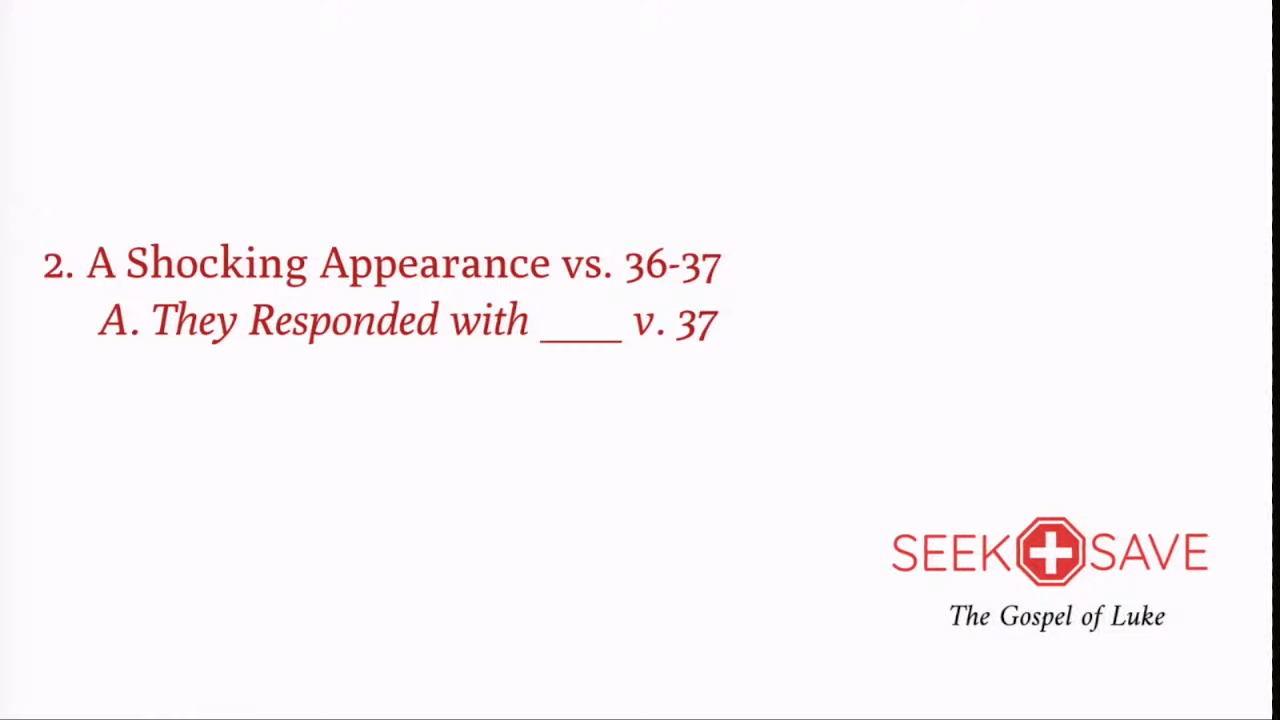 2. A Shocking Appearance vs. 36-37
A. They Responded with ____ v. 37
SEEK SAVE
The Gospel of Luke